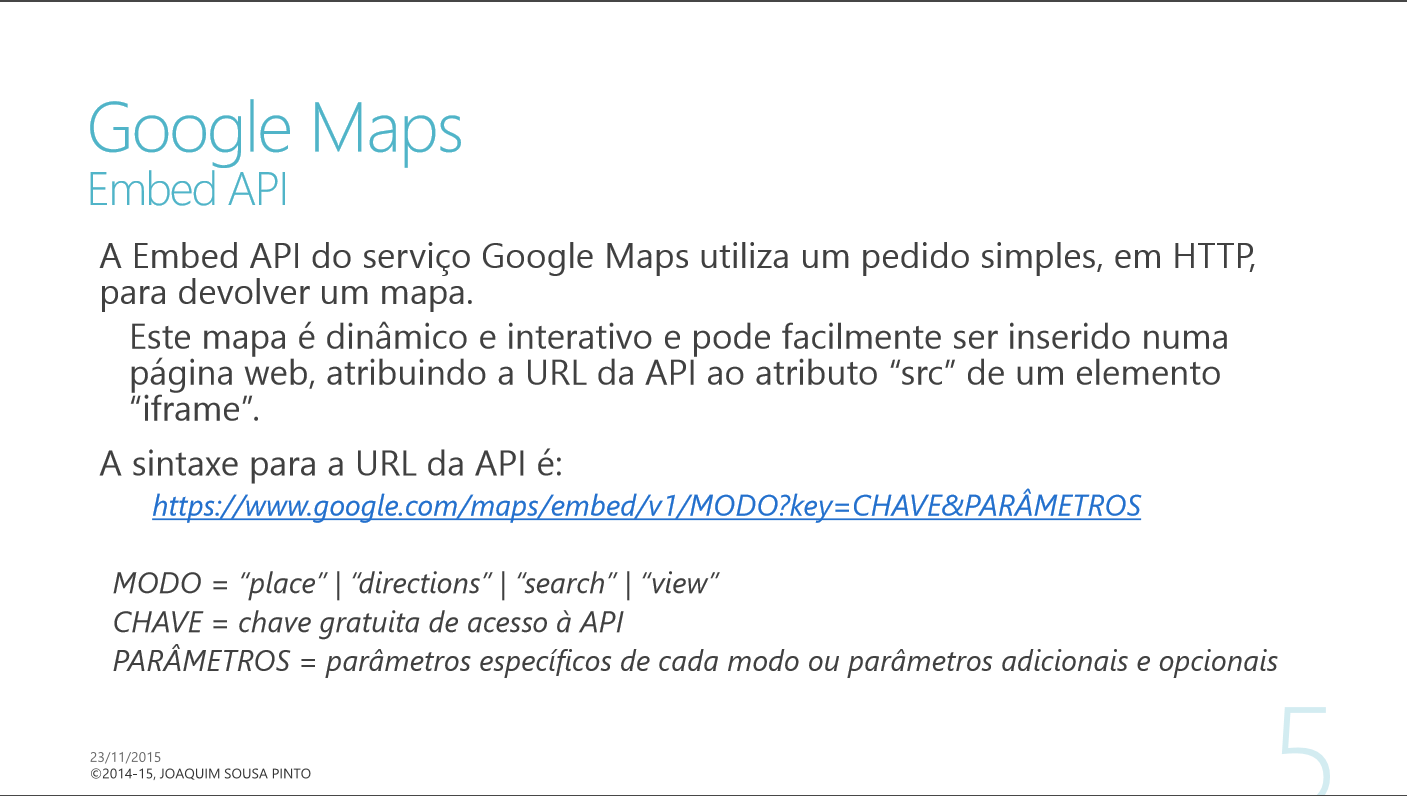 Google Maps
Embed API
A Embed API do serviço Google Maps utiliza um pedido simples, em HTTP,
para devolver um mapa.
Este mapa é dinâmico e interativo e pode facilmente ser inserido numa
página web, atribuindo a URL da API ao atributo “src” de um elemento
“iframe”.
A sintaxe para a URL da API é:
https://www.google.com/maps/embed/v1/MODO?key=CHAVE&PARÂMETROS
MODO = “place” | “directions” | “search” | “view”
CHAVE = chave gratuita de acesso à API
PARÂMETROS = parâmetros específicos de cada modo ou parâmetros adicionais e opcionais
23/11/2015
©2014-15, JOAQUIM SOUSA PINTO
5